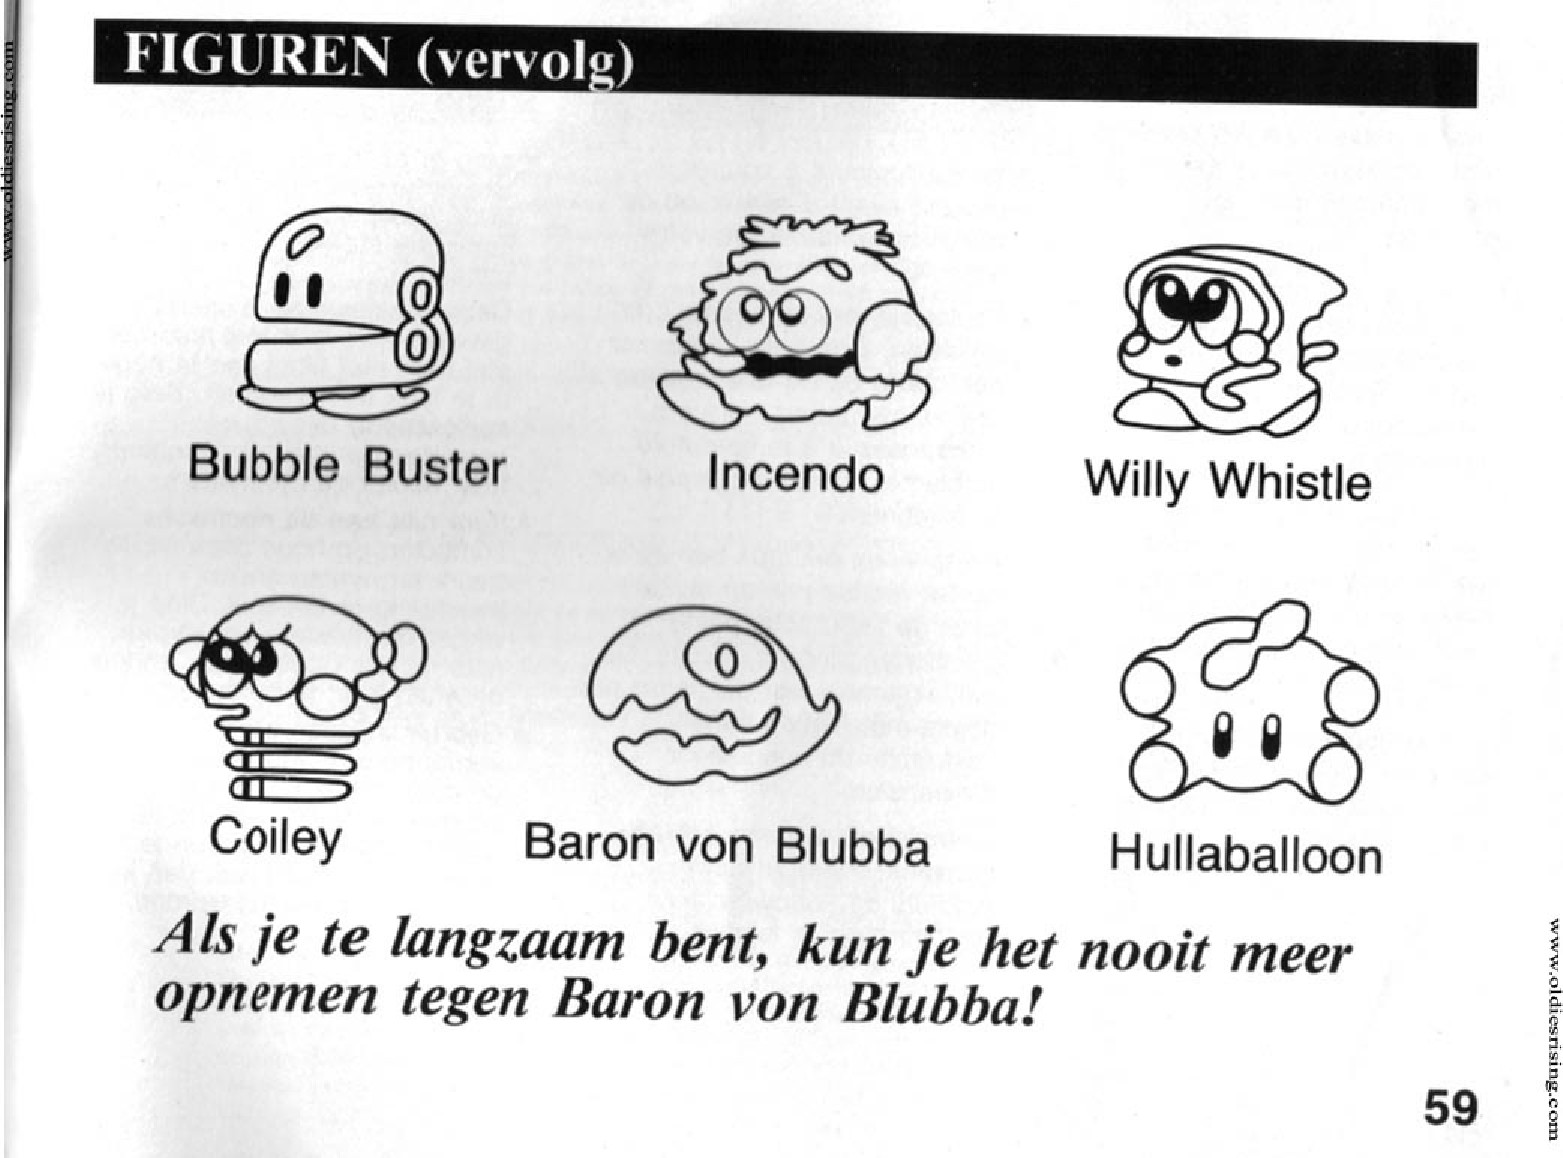 FIGUREN (vervolg)
Bubble Buster
Incendo
Willy Whistle
Coiley
Baron von Blubba
Hullaballoon
Als je te langzaam bent, kun je het nooit meer
opnemen tegen Baron von Blubba!
59
www.oldiesrising.com
www.oldiesrising.com